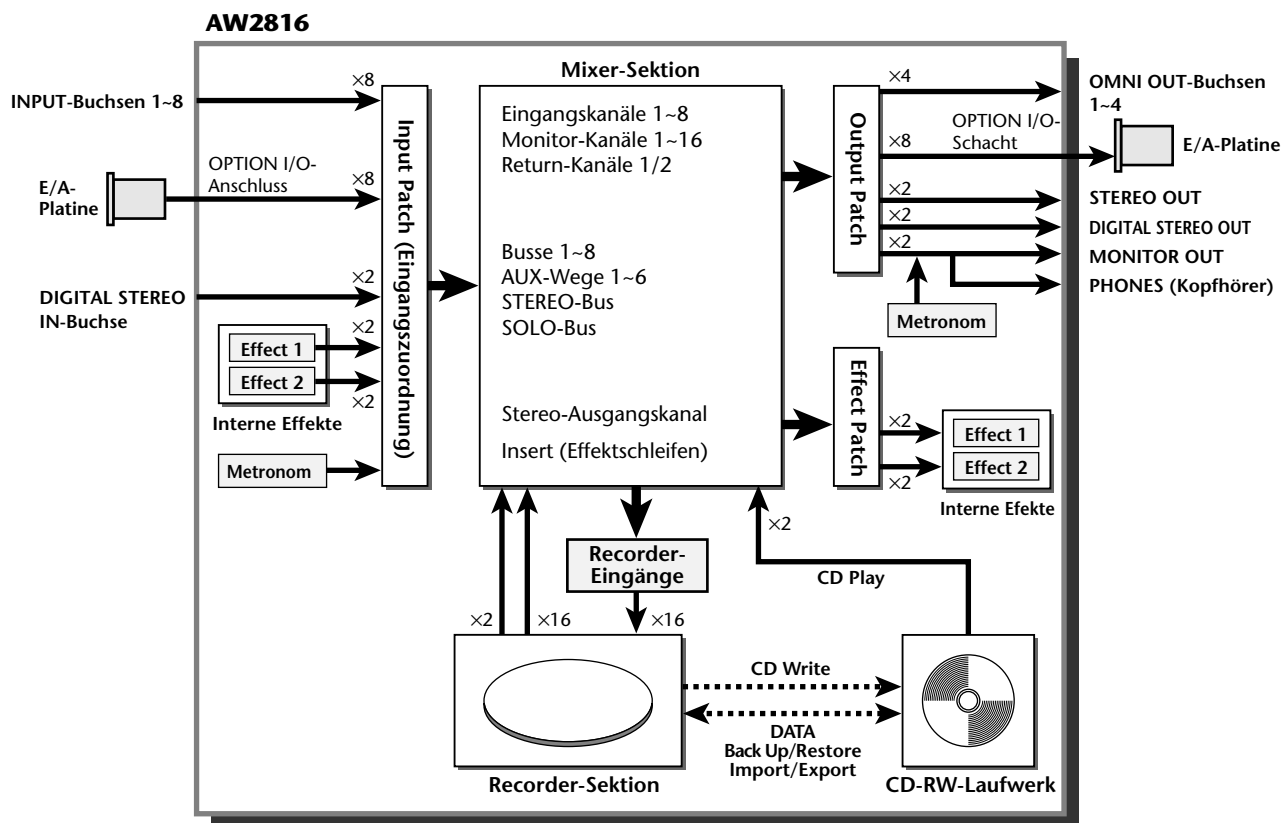 AW2816
INPUT-Buchsen 1~8
×8
OPTION I/O-
Anschluss
E/A-
Platine
×8
DIGITAL STEREO
IN-Buchse
×2
×2
Effect 1
Effect 2
×2
Interne Effekte
Metronom
Input Patch (Eingangszuordnung)
Mixer-Sektion
Eingangskanäle 1~8
Monitor-Kanäle 1~16
Return-Kanäle 1/2
Busse 1~8
AUX-Wege 1~6
STEREO-Bus
SOLO-Bus
Stereo-Ausgangskanal
Insert (Effektschleifen)
Output Patch
×4
OMNI OUT-Buchsen
1~4
OPTION I/O-
Schacht
×8
E/A-Platine
×2
STEREO OUT
×2
DIGITAL STEREO OUT
×2
MONITOR OUT
PHONES (Kopfhörer)
Metronom
Effect Patch
×2
Effect 1
Effect 2
×2
Interne Efekte
Recorder-
Eingänge
×2
×16
×16
×2
CD Play
CD Write
DATA
Back Up/Restore
Import/Export
Recorder-Sektion
CD-RW-Laufwerk